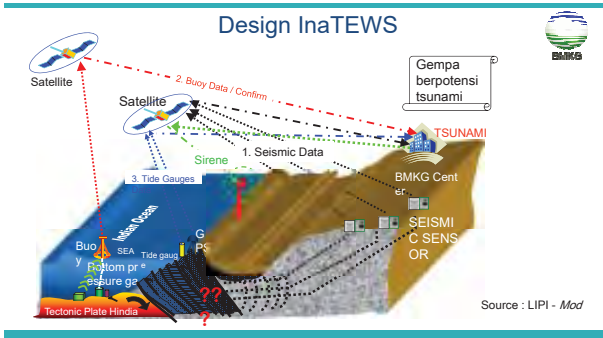 Design InaTEWS
BMKG
Gempa
berpotensi
tsunami
Satellite
2. Buoy Data / Confirm
Satellite
TSUNAMI
1. Seismic Data
Sirene
3. Tide Gauges
BMKG Cent
er
Indian Ocean
SEISMI
C SENS
OR
G
PS
Buo
y
SEA
Tide gaug
e
Bottom pr
essure ga
??
?
Tectonic Plate Hindia
Source : LIPI - Mod